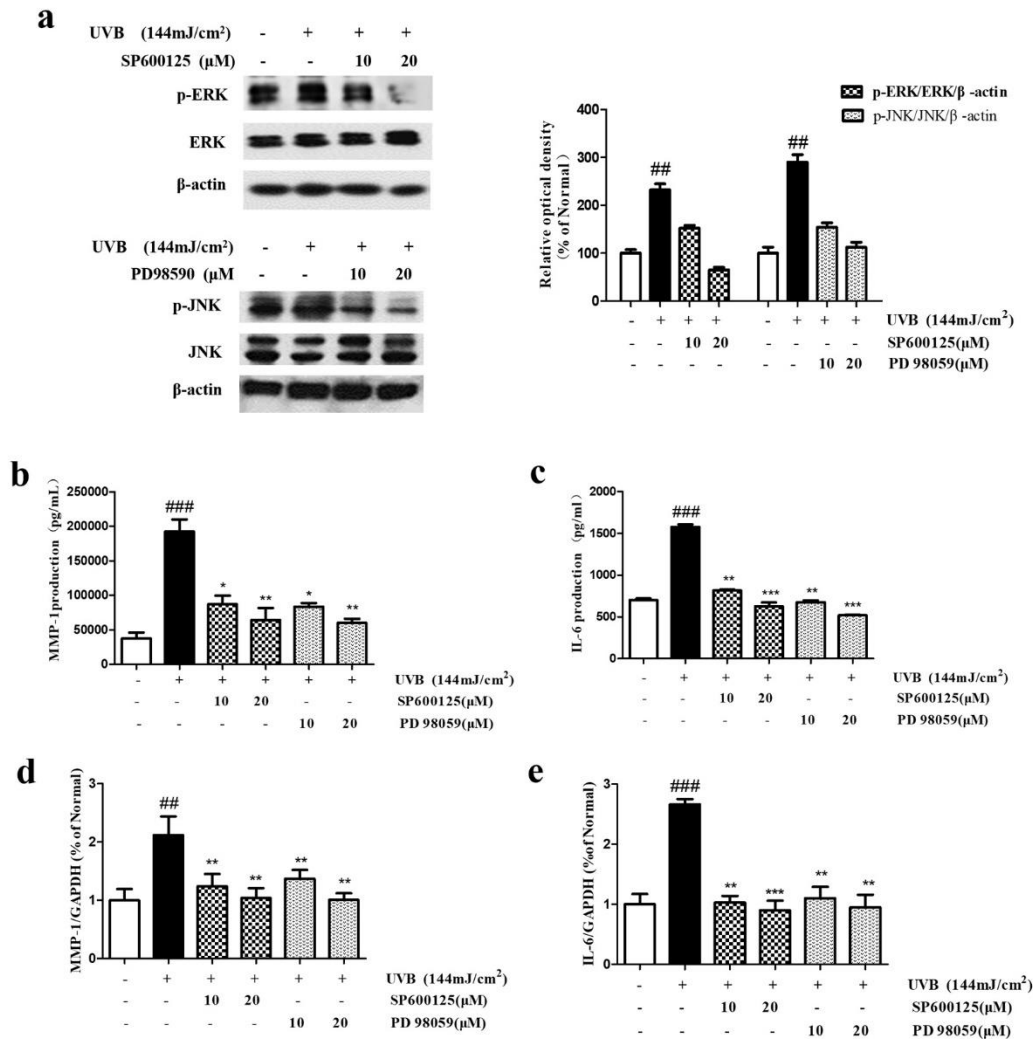 a
UVB (144mJ/cm²) - + + +
SP600125 (μM) - - 10 20
p-ERK
ERK
β-actin
UVB (144mJ/cm²) - + + +
PD98590 (μM - - 10 20
p-JNK
JNK
β-actin
p-ERK/ERK/β -actin
p-JNK/JNK/β -actin
Relative optical density
(% of Normal)
400
300
200
100
0
## ##
- + + + - + + + UVB (144mJ/cm²)
- - 10 20 - - - - SP600125(μM)
- - - - - - 10 20 PD 98059(μM)
b
MMP-1production (pg/mL)
250000
200000
150000
100000
50000
0
### * ** * **
- + + + + + UVB (144mJ/cm²)
- - 10 20 - - SP600125(μM)
- - - - 10 20 PD 98059(μM)
c
IL-6 production (pg/ml)
2000
1500
1000
500
0
### ** *** ** ***
- + + + + + UVB (144mJ/cm²)
- - 10 20 - - SP600125(μM)
- - - - 10 20 PD 98059(μM)
d
MMP-1/GAPDH (% of Normal)
3
2
1
0
## ** ** ** **
- + + + + + UVB (144mJ/cm²)
- - 10 20 - - SP600125(μM)
- - - - 10 20 PD 98059(μM)
e
IL-6/GAPDH (%of Normal)
3
2
1
0
### ** *** ** **
- + + + + + UVB (144mJ/cm²)
- - 10 20 - - SP600125(μM)
- - - - 10 20 PD 98059(μM)